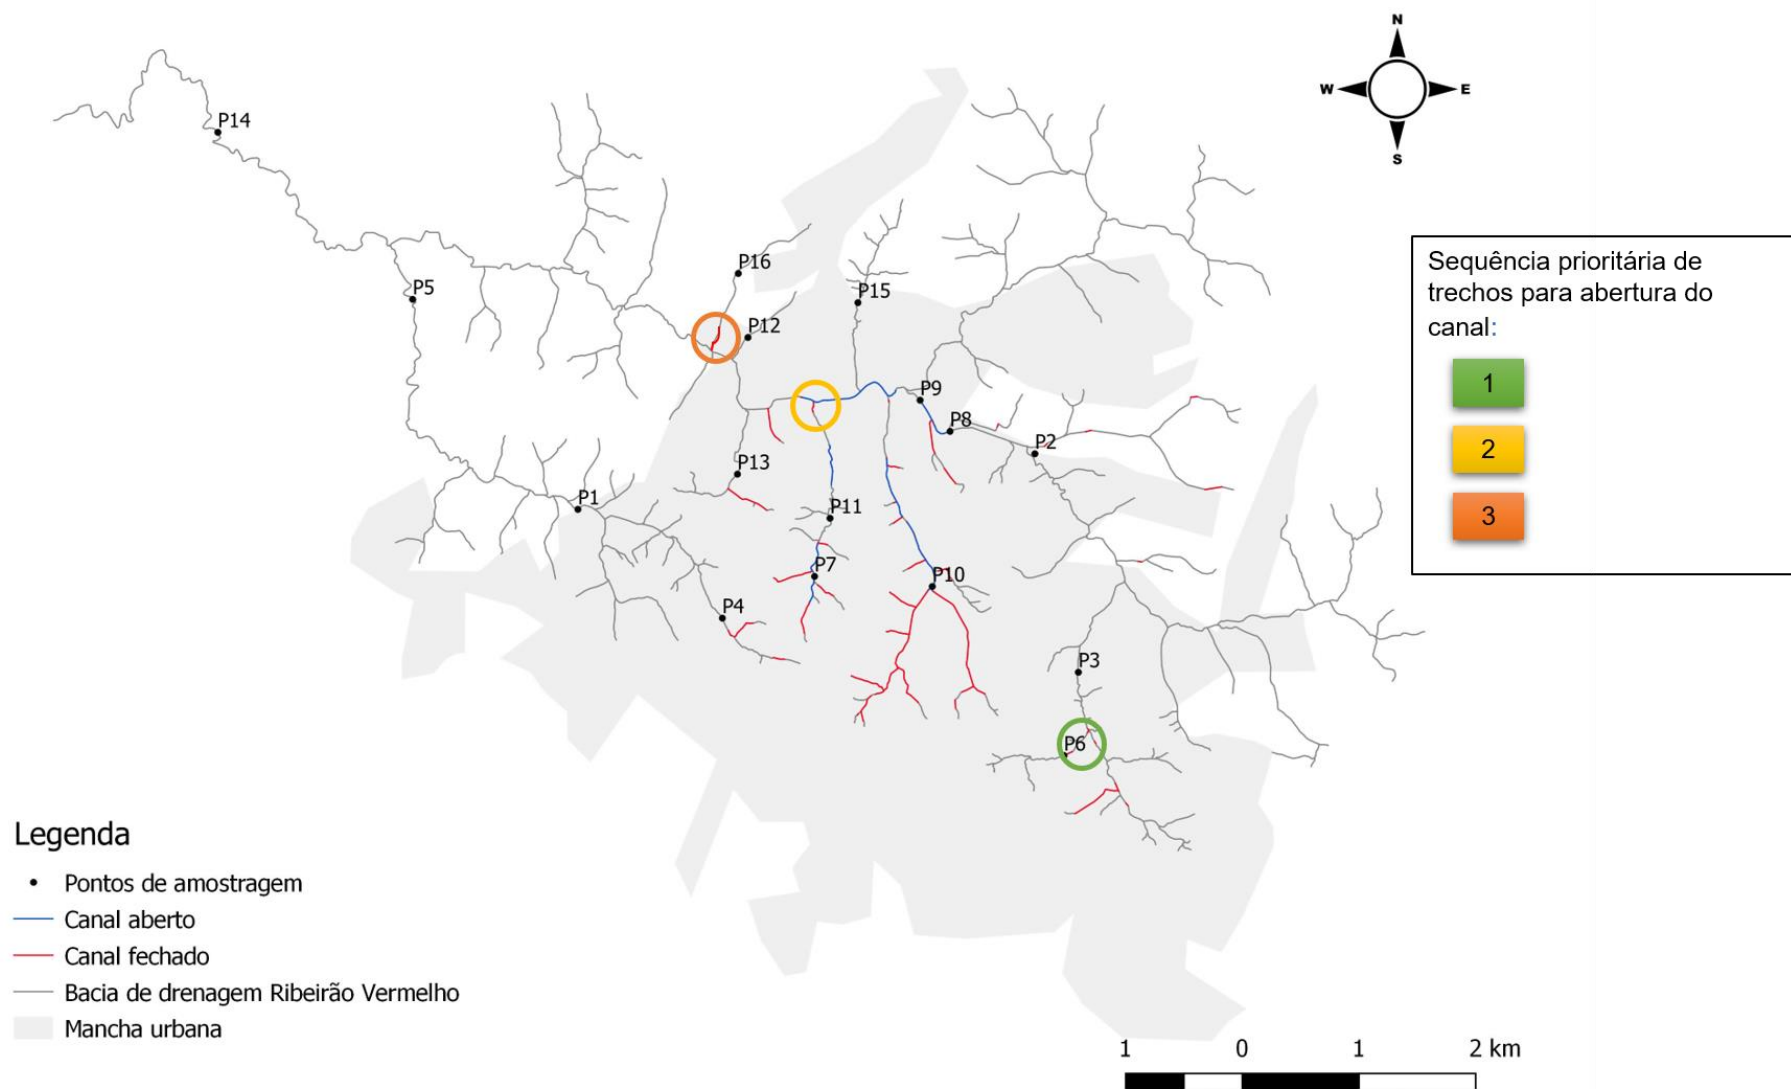 N
W E
S
P14
P16
P5
P15
P12
P9
P8
P2
P13
P1
P11
P7
P10
P4
P3
P6
Sequência prioritária de
trechos para abertura do
canal:
1
2
3
Legenda
Pontos de amostragem
Canal aberto
Canal fechado
Bacia de drenagem Ribeirão Vermelho
Mancha urbana
1 0 1 2 km